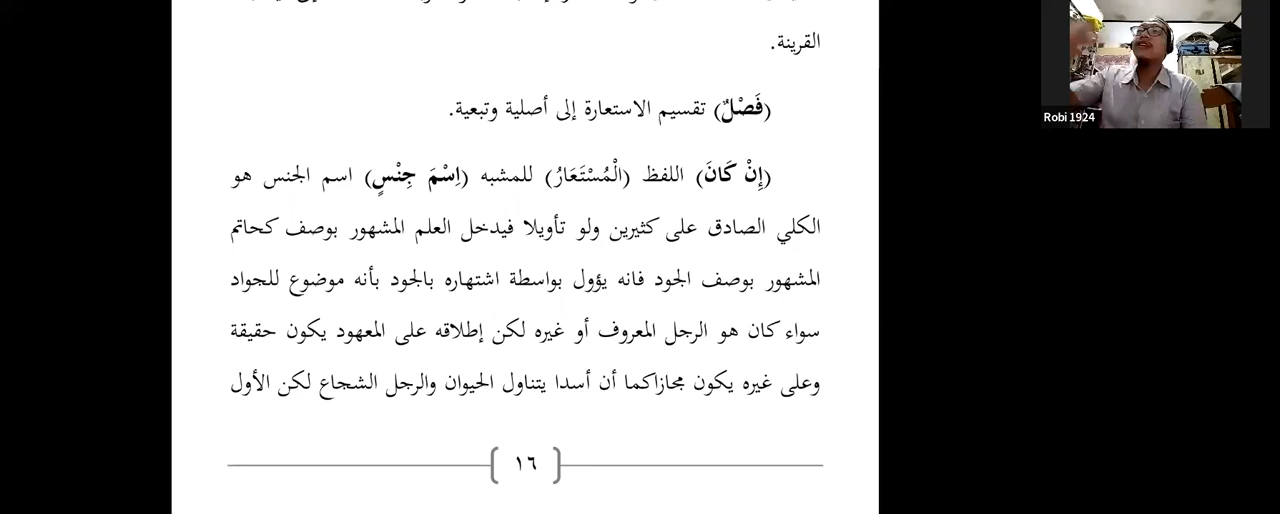 القرينة.
(فَصْلٌ) تقسيم الاستعارة إلى أصلية وتبعية.
(إِنْ كَانَ) اللفظ (الْمُسْتَعَارُ) للمشبه (اِسْمَ جِنْسٍ) اسم الجنس هو
الكلي الصادق على كثيرين ولو تأويلا فيدخل العلم المشهور بوصف كحاتم
المشهور بوصف الجود فانه يؤول بواسطة اشتهاره بالجود بأنه موضوع للجواد
سواء كان هو الرجل المعروف أو غيره لكن إطلاقه على المعهود يكون حقيقة
وعلى غيره يكون مجازاكما أن أسدا يتناول الحيوان والرجل الشجاع لكن الأول
١٦
Robi 1924